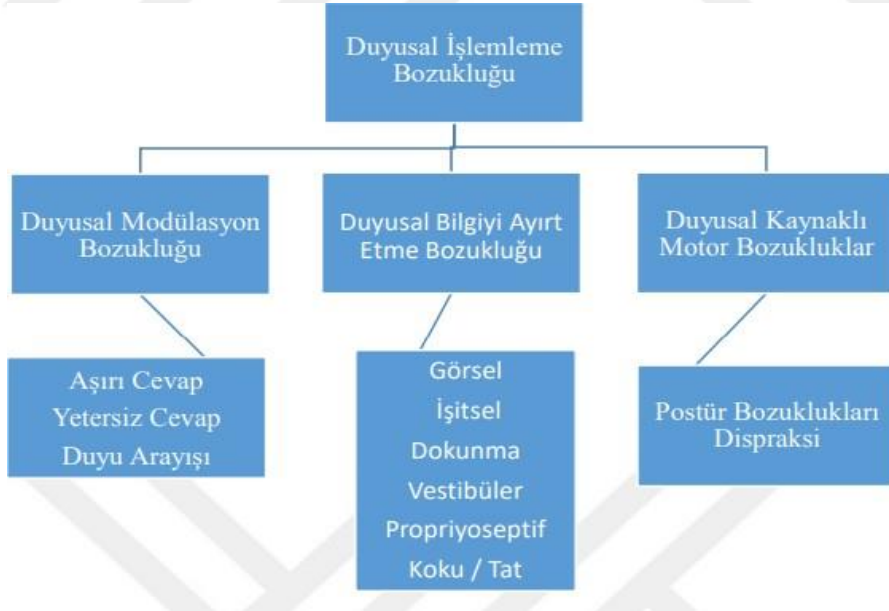 Duyusal İşlemleme
Bozukluğu
Duyusal Modülasyon
Bozukluğu
Duyusal Bilgiyi Ayırt
Etme Bozukluğu
Duyusal Kaynaklı
Motor Bozukluklar
Aşırı Cevap
Yetersiz Cevap
Duyu Arayışı
Görsel
İşitsel
Dokunma
Vestibüler
Propriyoseptif
Koku / Tat
Postür Bozuklukları
Dispraksi